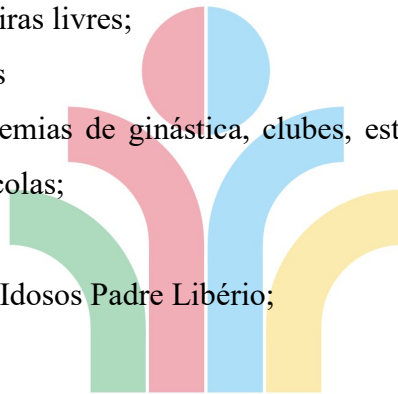 iras livres;
s
emias de ginástica, clubes, est
colas;
Idosos Padre Libério;